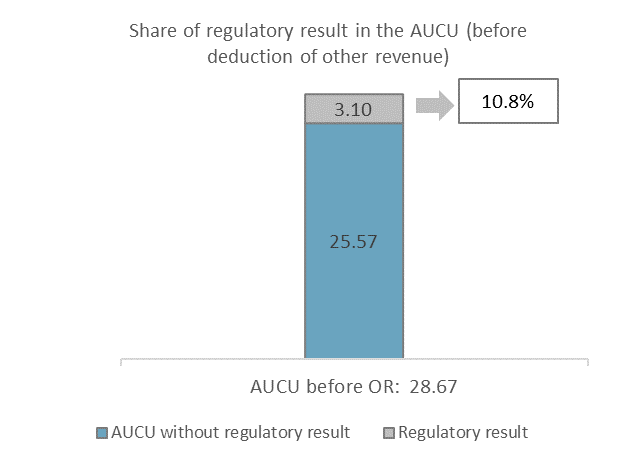 Share of regulatory result in the AUCU (before
deduction of other revenue)
3.10
10.8%
25.57
AUCU before OR: 28.67
AUCU without regulatory result
Regulatory result